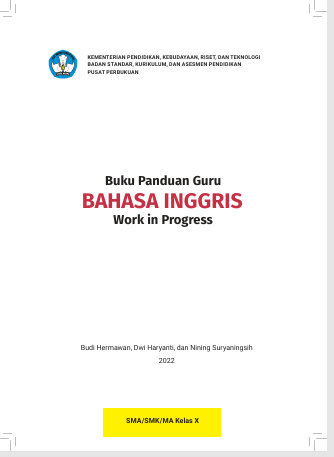 KEMENTERIAN PENDIDIKAN, KEBUDAYAAN, RISET, DAN TEKNOLOGI
BADAN STANDAR, KURIKULUM, DAN ASESMEN PENDIDIKAN
PUSAT PERBUKUAN
Buku Panduan Guru
BAHASA INGGRIS
Work in Progress
Budi Hermawan, Dwi Haryanti, dan Nining Suryaningsih
2022
SMA/SMK/MA Kelas X